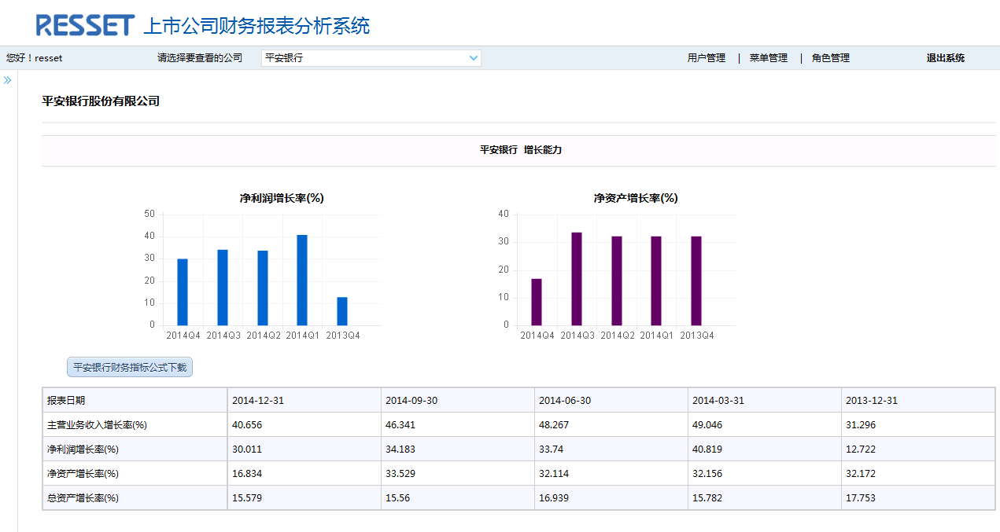 RESSET 上市公司财务报表分析系统
您好！resset 请选择要查看的公司 平安银行 用户管理 | 菜单管理 | 角色管理 退出系统
»
平安银行股份有限公司
平安银行 增长能力
净利润增长率(%)
50
40
30
20
10
0
2014Q4 2014Q3 2014Q2 2014Q1 2013Q4
净资产增长率(%)
40
30
20
10
0
2014Q4 2014Q3 2014Q2 2014Q1 2013Q4
平安银行财务指标公式下载
报表日期 2014-12-31 2014-09-30 2014-06-30 2014-03-31 2013-12-31
主营业务收入增长率(%) 40.656 46.341 48.267 49.046 31.296
净利润增长率(%) 30.011 34.183 33.74 40.819 12.722
净资产增长率(%) 16.834 33.529 32.114 32.156 32.172
总资产增长率(%) 15.579 15.56 16.939 15.782 17.753